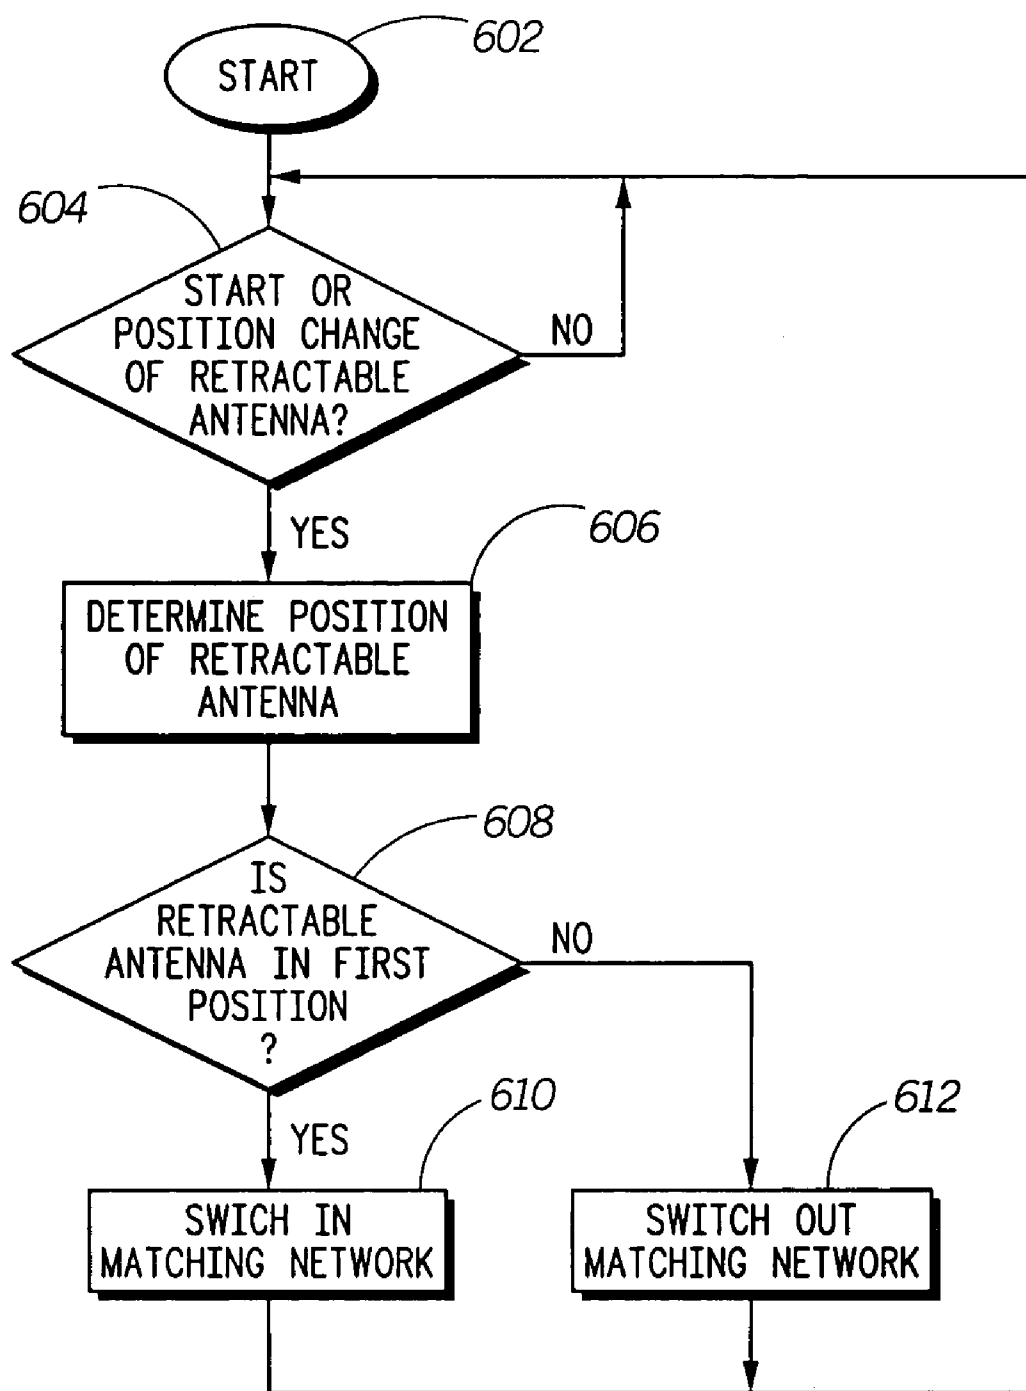 602
START
604
START OR
POSITION CHANGE
OF RETRACTABLE
ANTENNA?
NO
YES
606
DETERMINE POSITION
OF RETRACTABLE
ANTENNA
608
IS
RETRACTABLE
ANTENNA IN FIRST
POSITION
?
NO
YES
610
612
SWICH IN
MATCHING NETWORK
SWITCH OUT
MATCHING NETWORK